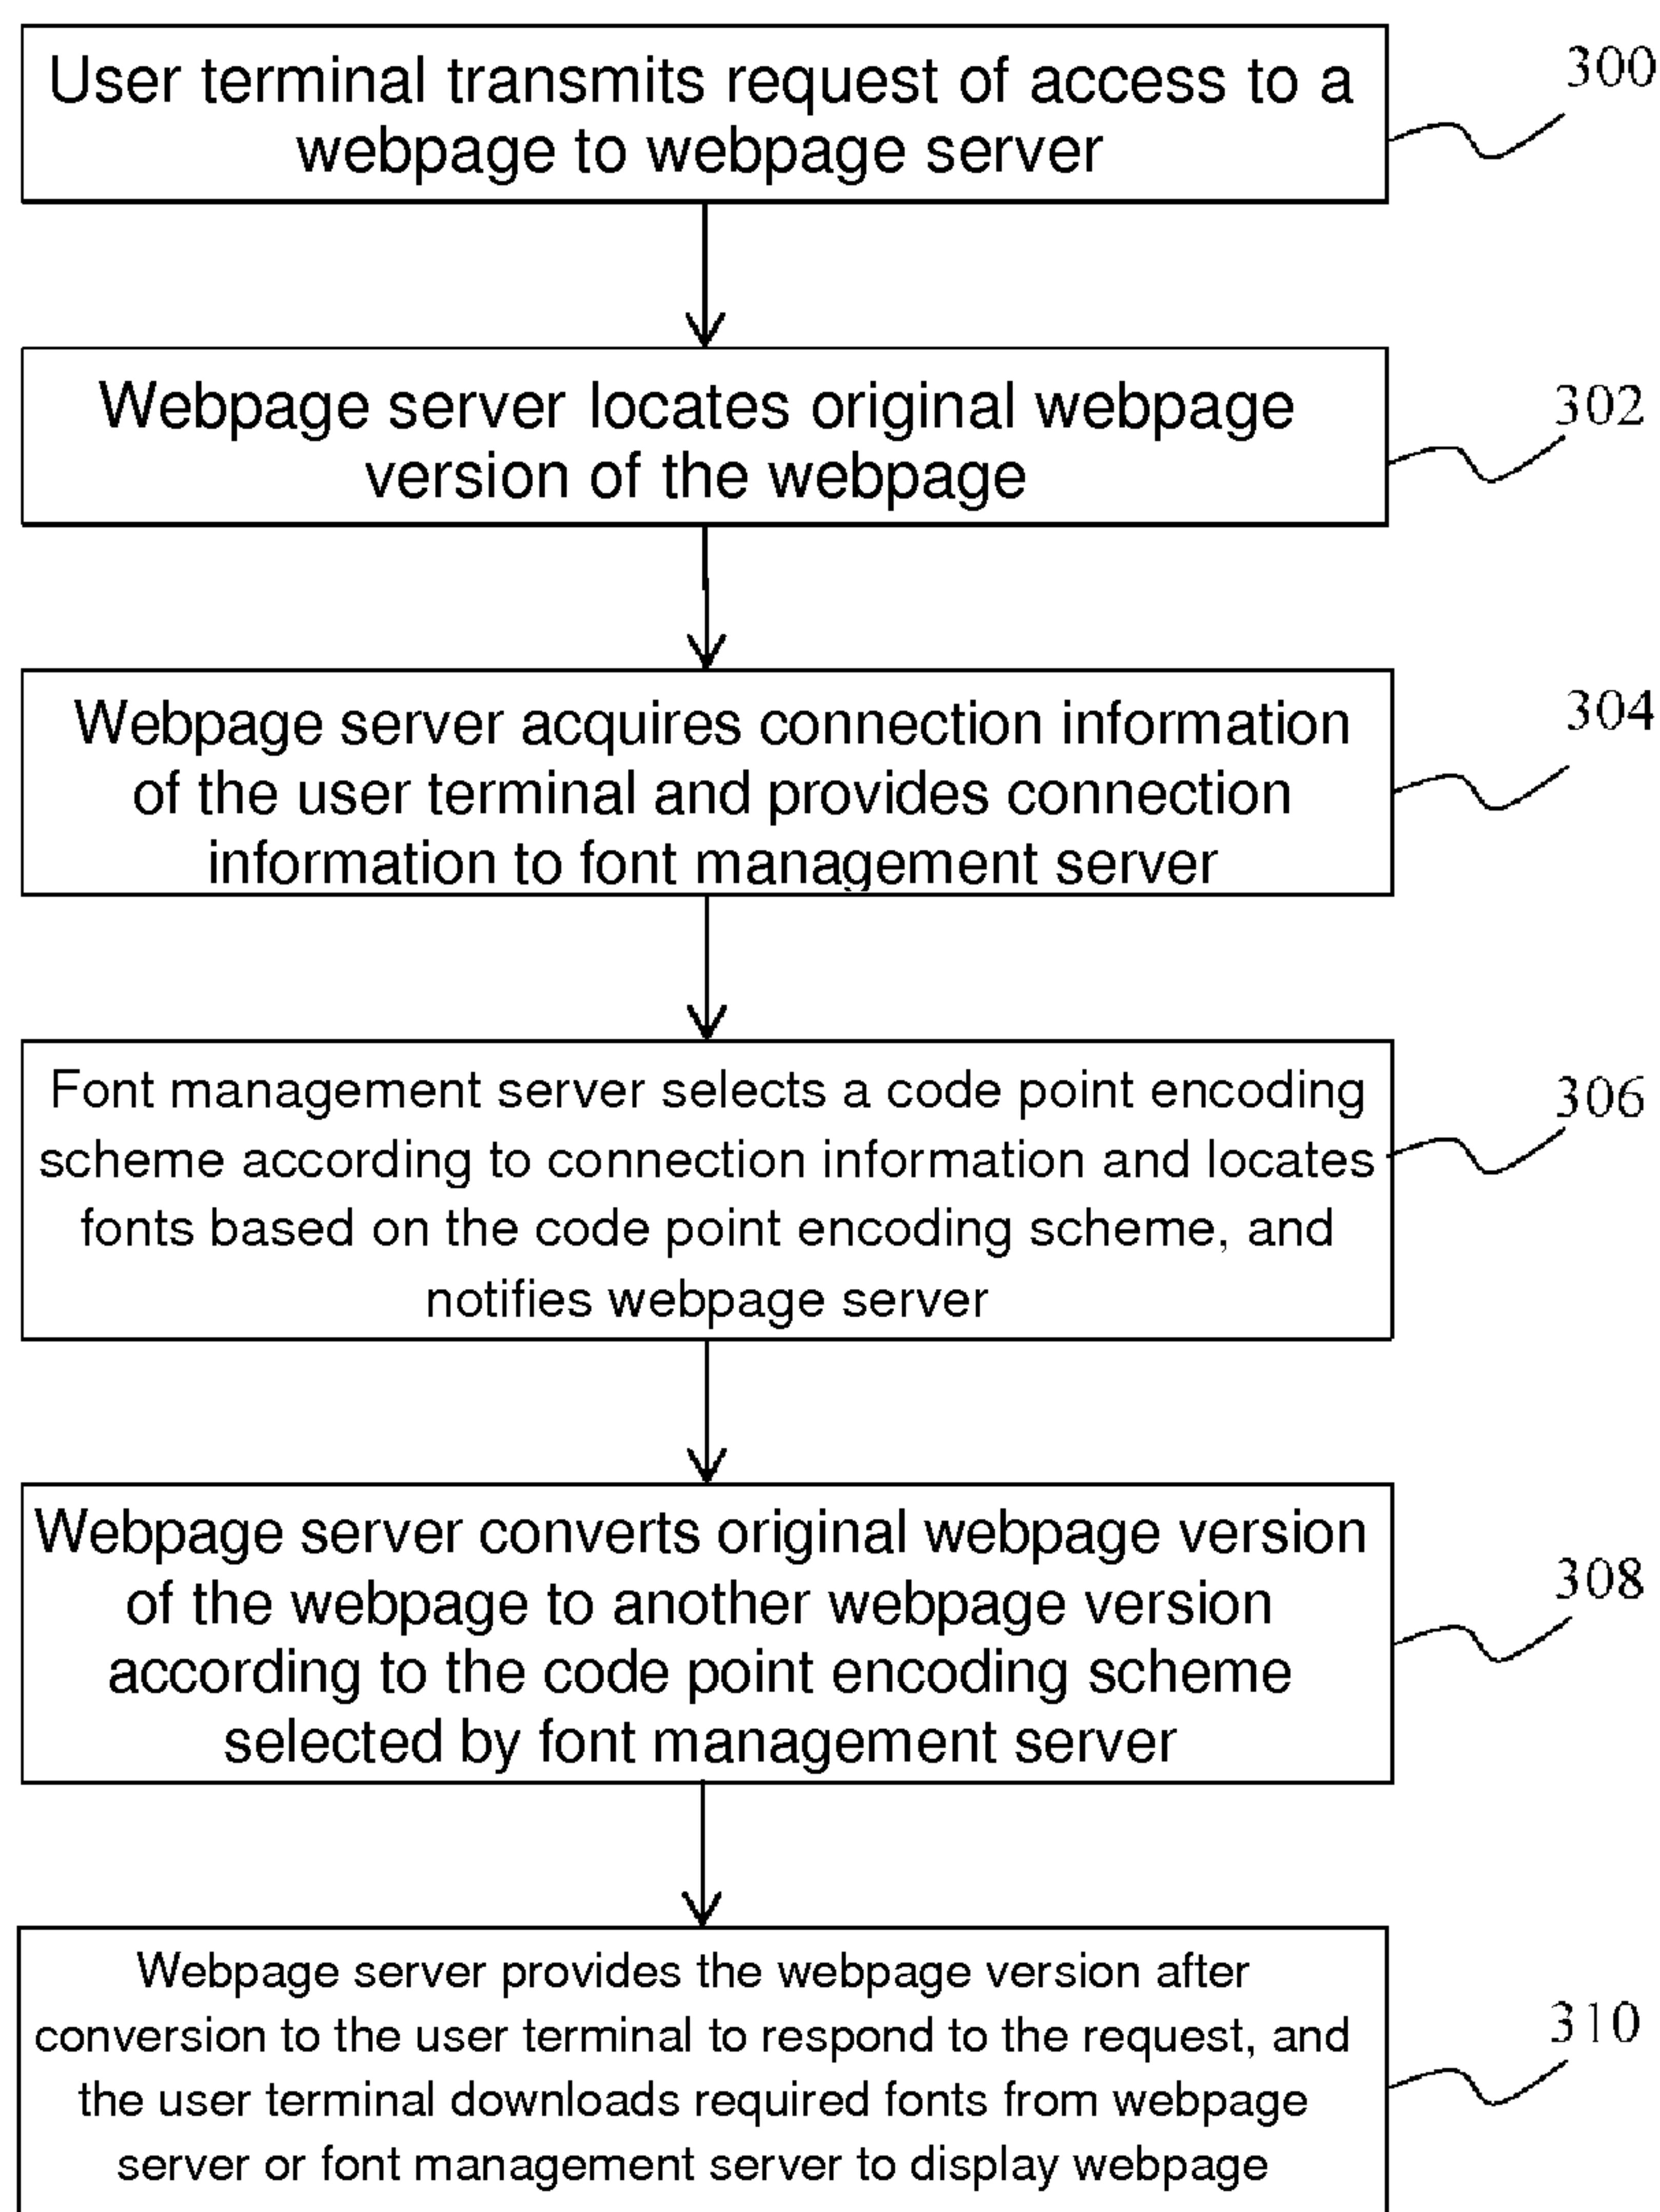 User terminal transmits request of access to a
webpage to webpage server
300
Webpage server locates original webpage
version of the webpage
302
Webpage server acquires connection information
of the user terminal and provides connection
information to font management server
304
Font management server selects a code point encoding
scheme according to connection information and locates
fonts based on the code point encoding scheme, and
notifies webpage server
306
Webpage server converts original webpage version
of the webpage to another webpage version
according to the code point encoding scheme
selected by font management server
308
Webpage server provides the webpage version after
conversion to the user terminal to respond to the request, and
the user terminal downloads required fonts from webpage
server or font management server to display webpage
310